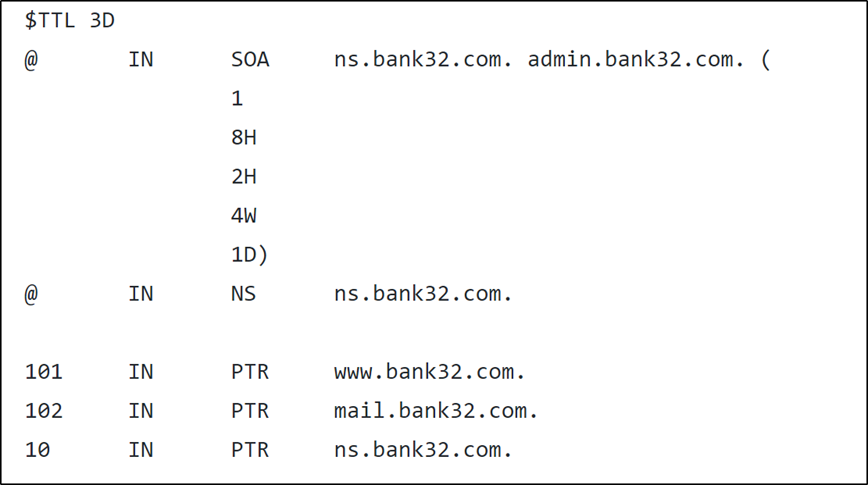 $TTL 3D
@ IN SOA ns.bank32.com. admin.bank32.com. (
1
8H
2H
4W
1D)
@ IN NS ns.bank32.com.
101 IN PTR www.bank32.com.
102 IN PTR mail.bank32.com.
10 IN PTR ns.bank32.com.